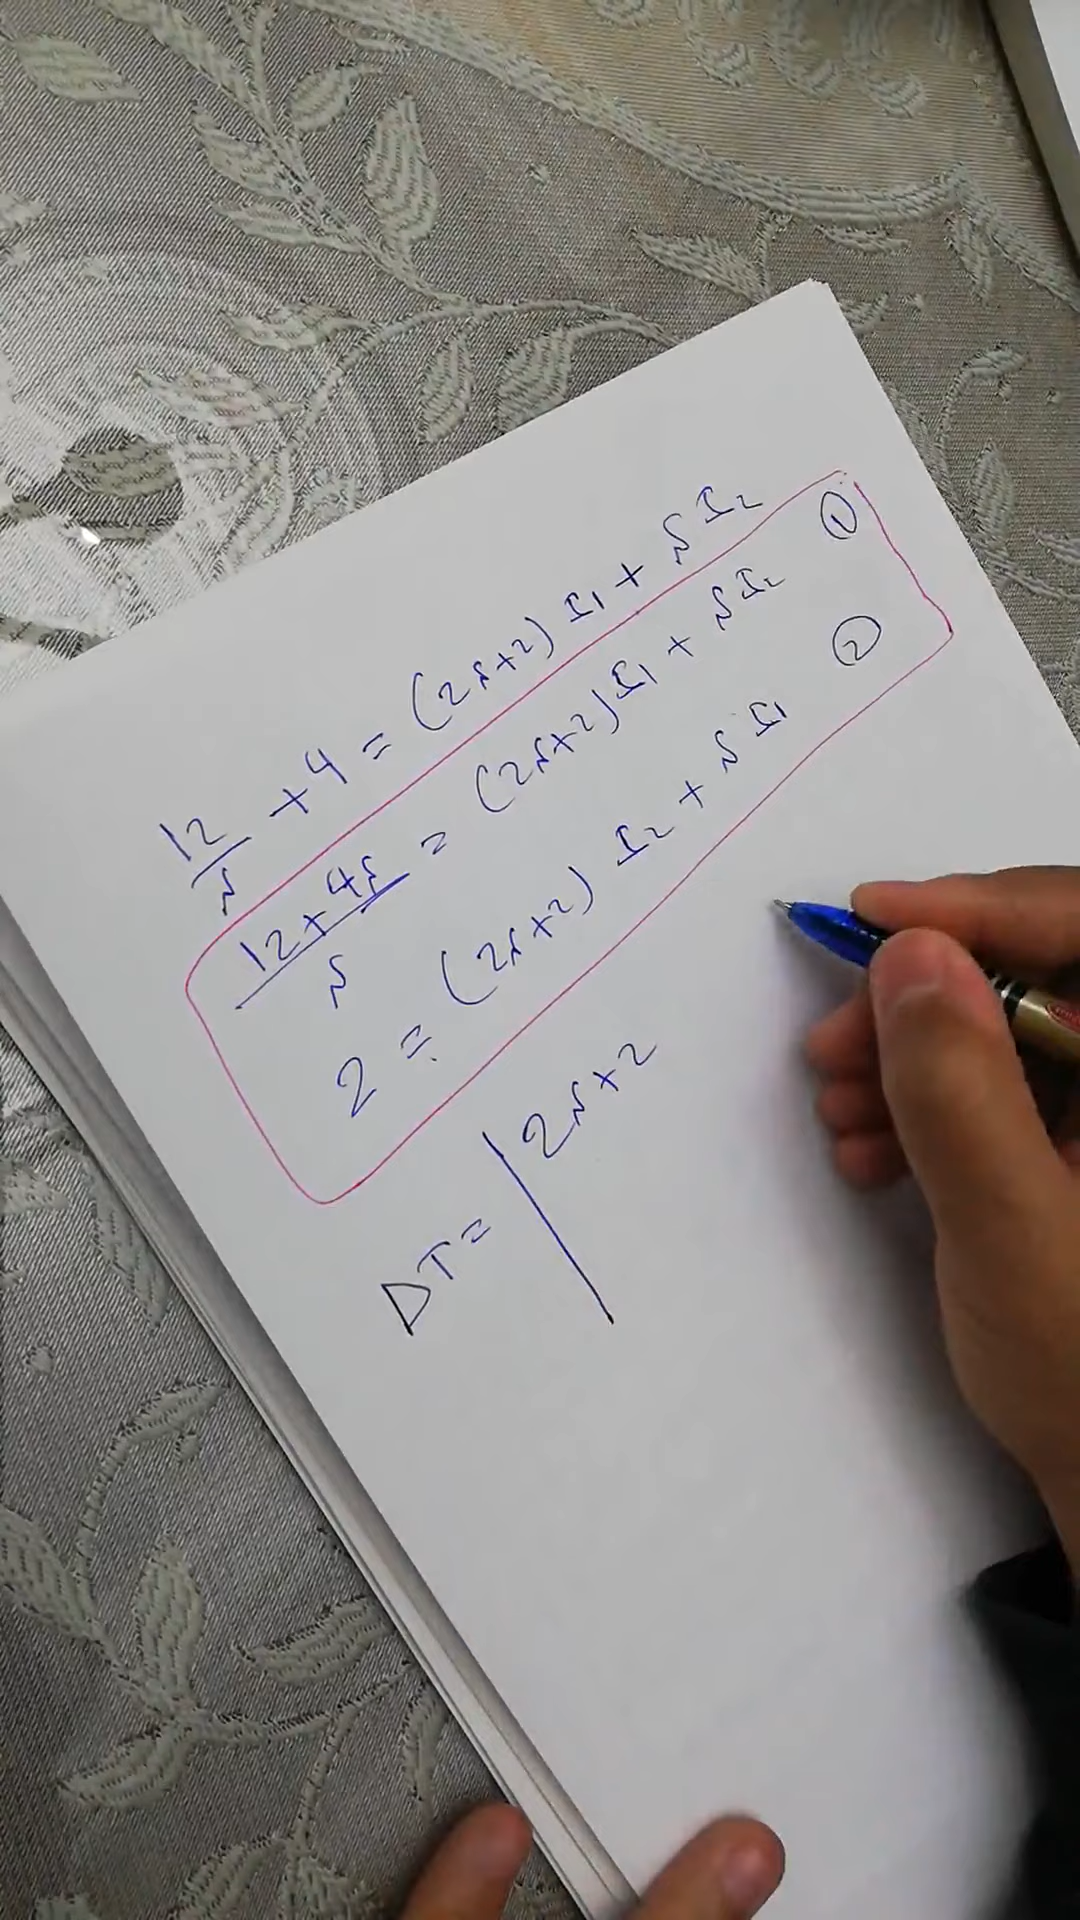 12/s + 4 = (2s+2) I1 + S I2
12+4s/s = (2s+2) I1 + S I2 ①
2 = (2s+2) I2 + s I1 ②
DT = | 2s+2